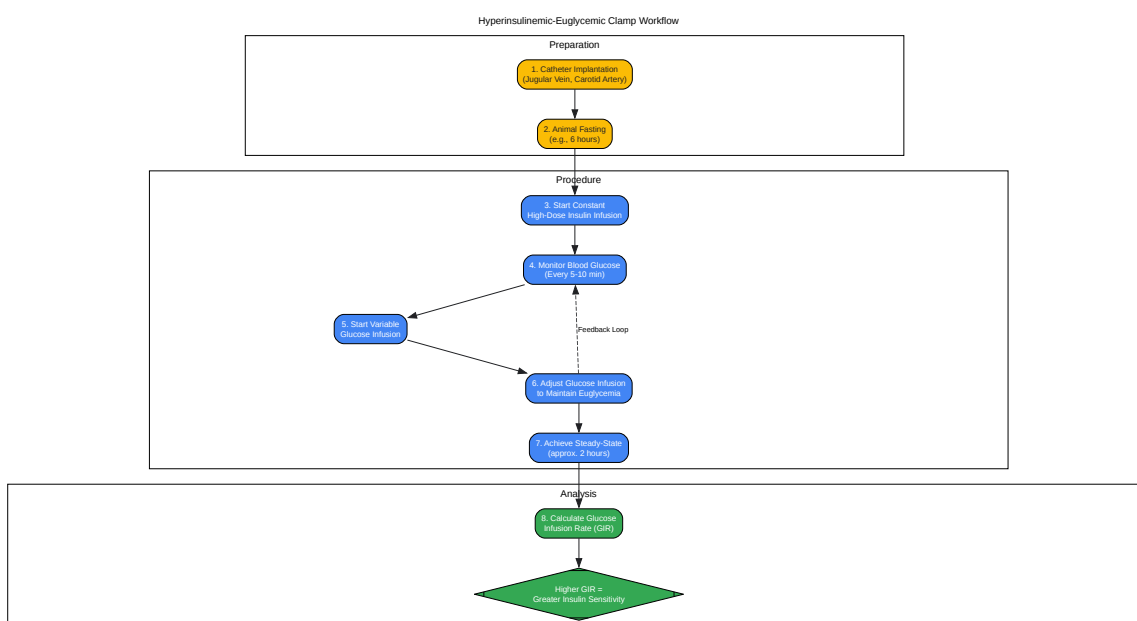 Hyperinsulinemic-Euglycemic Clamp Workflow
Preparation
1. Catheter Implantation
(Jugular Vein, Carotid Artery)
2. Animal Fasting
(e.g., 6 hours)
Procedure
3. Start Constant
High-Dose Insulin Infusion
4. Monitor Blood Glucose
(Every 5-10 min)
5. Start Variable
Glucose Infusion
Feedback Loop
6. Adjust Glucose Infusion
to Maintain Euglycemia
7. Achieve Steady-State
(approx. 2 hours)
Analysis
8. Calculate Glucose
Infusion Rate (GIR)
Higher GIR =
Greater Insulin Sensitivity